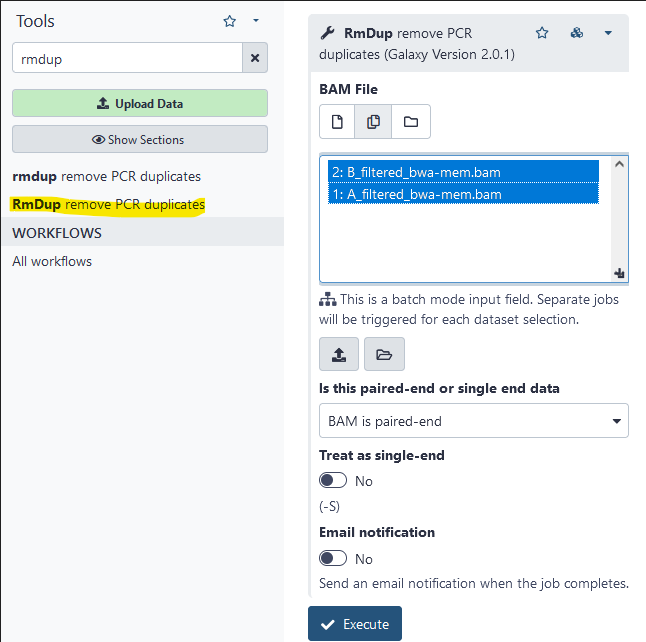 Tools
rmdup
Upload Data
Show Sections
rmdup remove PCR duplicates
RmDup remove PCR duplicates
WORKFLOWS
All workflows
RmDup remove PCR
duplicates (Galaxy Version 2.0.1)
BAM File
2: B_filtered_bwa-mem.bam
1: A_filtered_bwa-mem.bam
This is a batch mode input field. Separate jobs
will be triggered for each dataset selection.
Is this paired-end or single end data
BAM is paired-end
Treat as single-end
No
(-S)
Email notification
No
Send an email notification when the job completes.
Execute